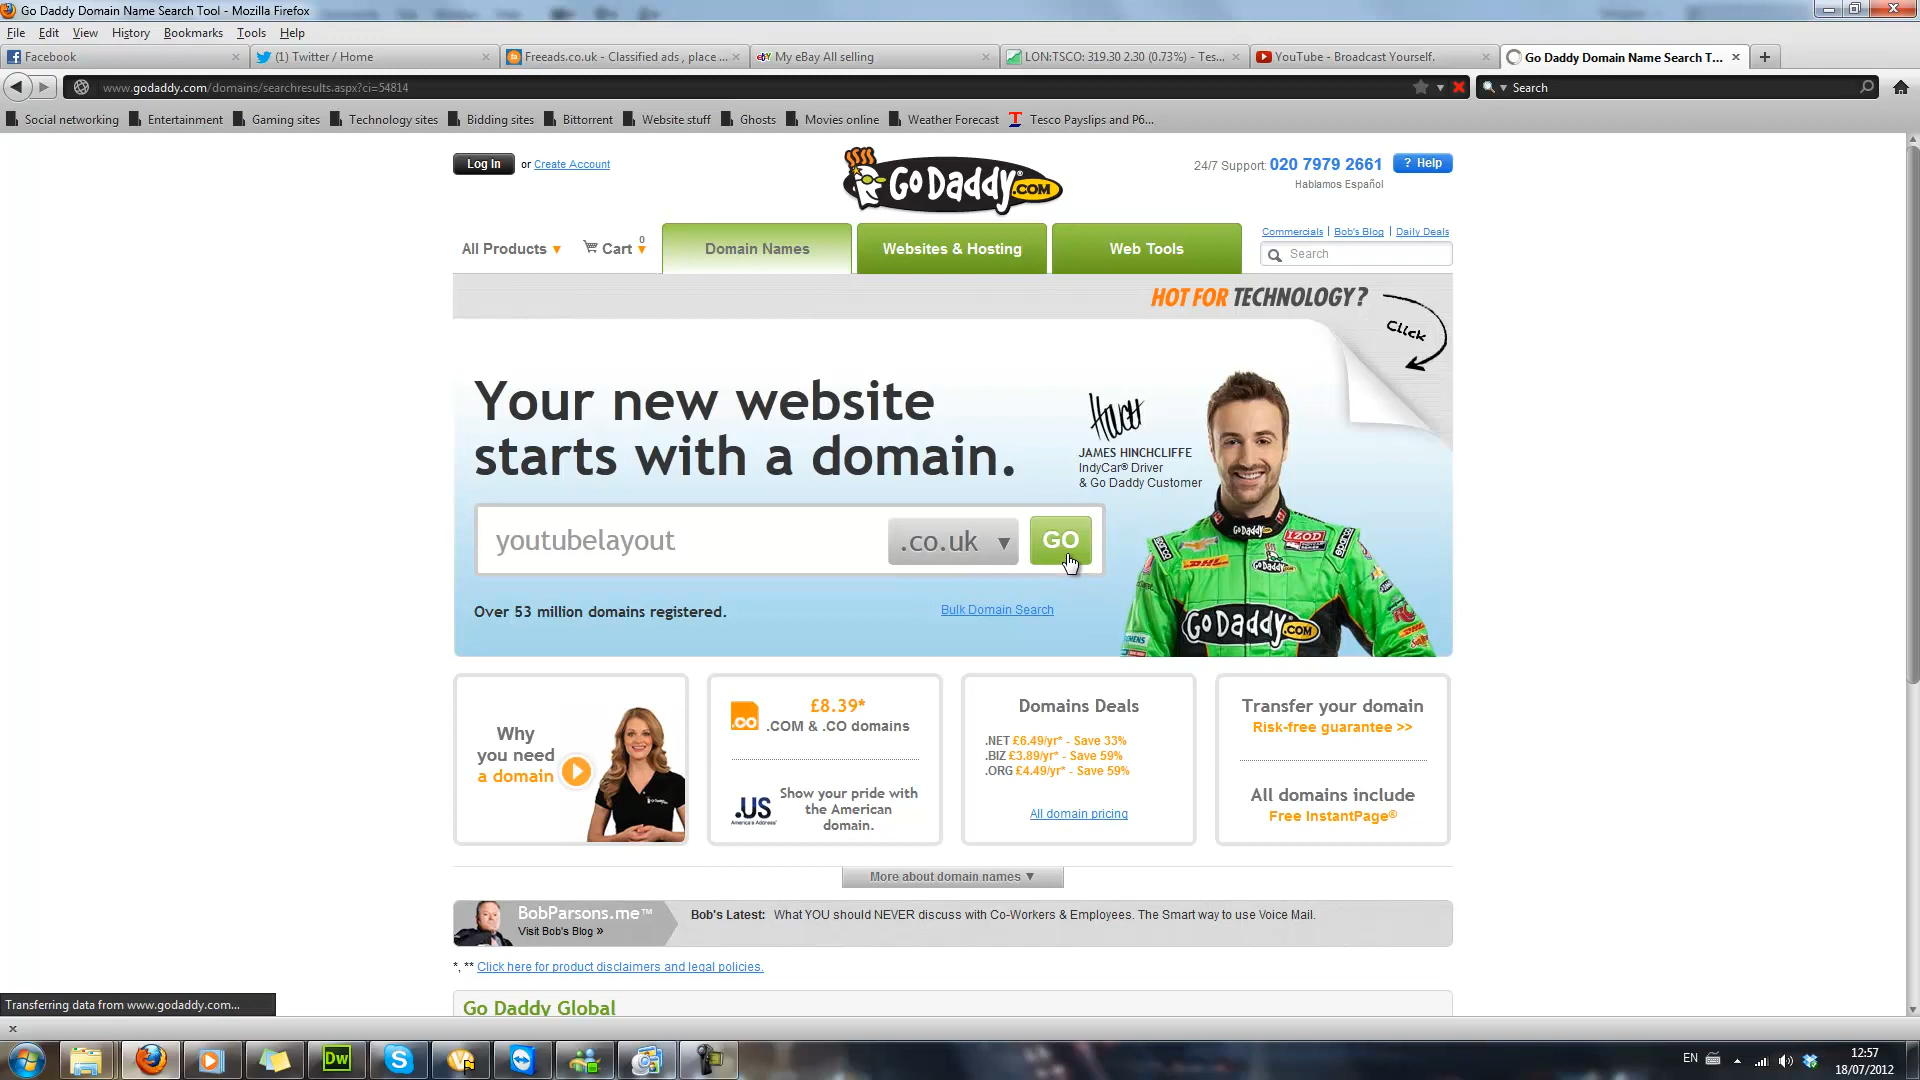 Go Daddy Domain Name Search Tool - Mozilla Firefox
File Edit View History Bookmarks Tools Help
Facebook
(1) Twitter / Home
Freeads.co.uk - Classified ads , place ...
My eBay All selling
LON:TSCO: 319.30 2.30 (0.73%) - Tes...
YouTube - Broadcast Yourself.
Go Daddy Domain Name Search T...
www.godaddy.com/domains/searchresults.aspx?ci=54814
Search
Social networking Entertainment Gaming sites Technology sites Bidding sites Bittorrent Website stuff Ghosts Movies online Weather Forecast Tesco Payslips and P6...
Log In or Create Account
Go Daddy .COM
24/7 Support: 020 7979 2661
? Help
Hablamos Español
All Products
Cart 0
Domain Names
Websites & Hosting
Web Tools
Commercials | Bob's Blog | Daily Deals
Search
HOT FOR TECHNOLOGY?
Click
Your new website
starts with a domain.
JAMES HINCHCLIFFE
IndyCar® Driver
& Go Daddy Customer
youtubelayout
.co.uk
GO
Over 53 million domains registered.
Bulk Domain Search
GoDaddy
IZOD
DHL
Go Daddy .COM
Why
you need
a domain
.co
£8.39*
.COM & .CO domains
.US
America's Address
Show your pride with
the American
domain.
Domains Deals
.NET £6.49/yr* - Save 33%
.BIZ £3.89/yr* - Save 59%
.ORG £4.49/yr* - Save 59%
All domain pricing
Transfer your domain
Risk-free guarantee >>
All domains include
Free InstantPage®
More about domain names
BobParsons.me™
Visit Bob's Blog »
Bob's Latest: What YOU should NEVER discuss with Co-Workers & Employees. The Smart way to use Voice Mail.
*, ** Click here for product disclaimers and legal policies.
Go Daddy Global
Transferring data from www.godaddy.com...
Dw
EN
12:57
18/07/2012